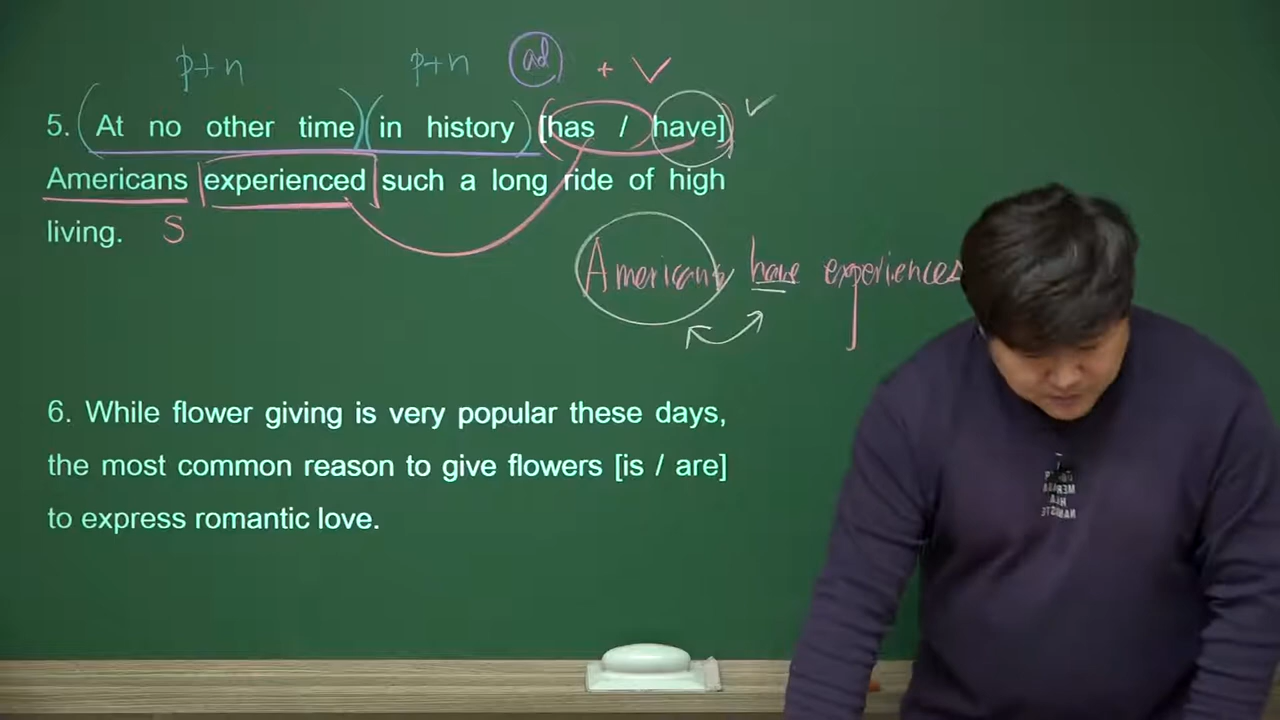 p+n p+n ad + V
5. (At no other time) (in history) [has / have]
Americans experienced such a long ride of high
living. S
Americans have experiences
6. While flower giving is very popular these days,
the most common reason to give flowers [is / are]
to express romantic love.